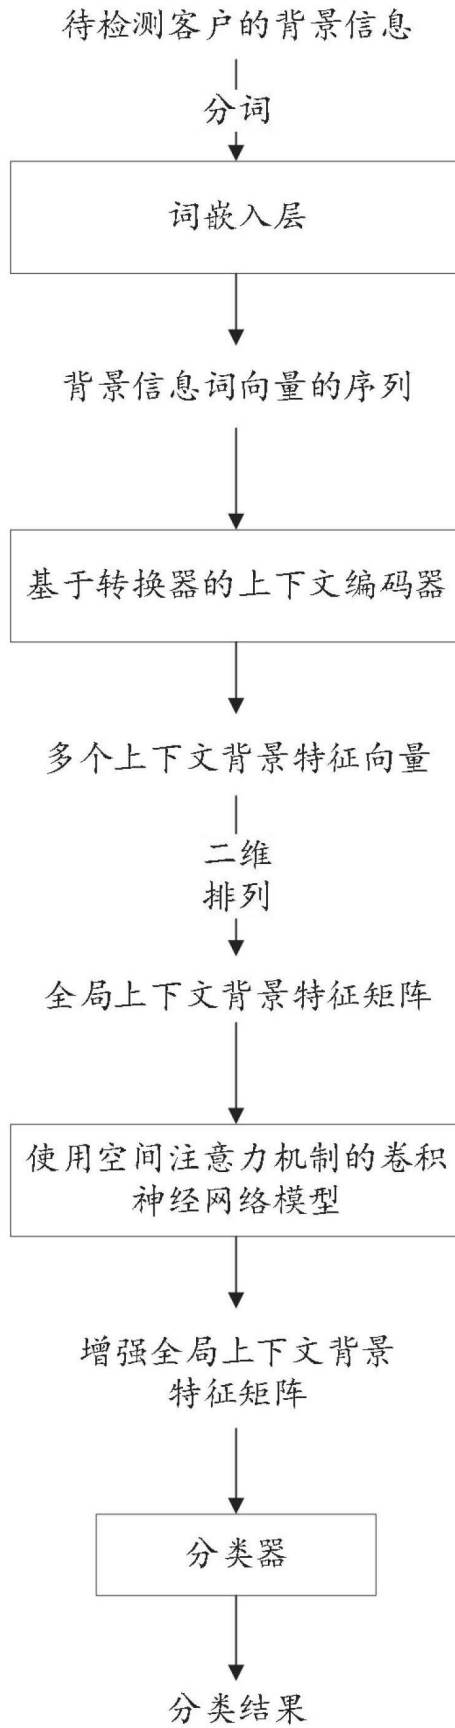 待检测客户的背景信息
分词
词嵌入层
背景信息词向量的序列
基于转换器的上下文编码器
多个上下文背景特征向量
二维
排列
全局上下文背景特征矩阵
使用空间注意力机制的卷积
神经网络模型
增强全局上下文背景
特征矩阵
分类器
分类结果